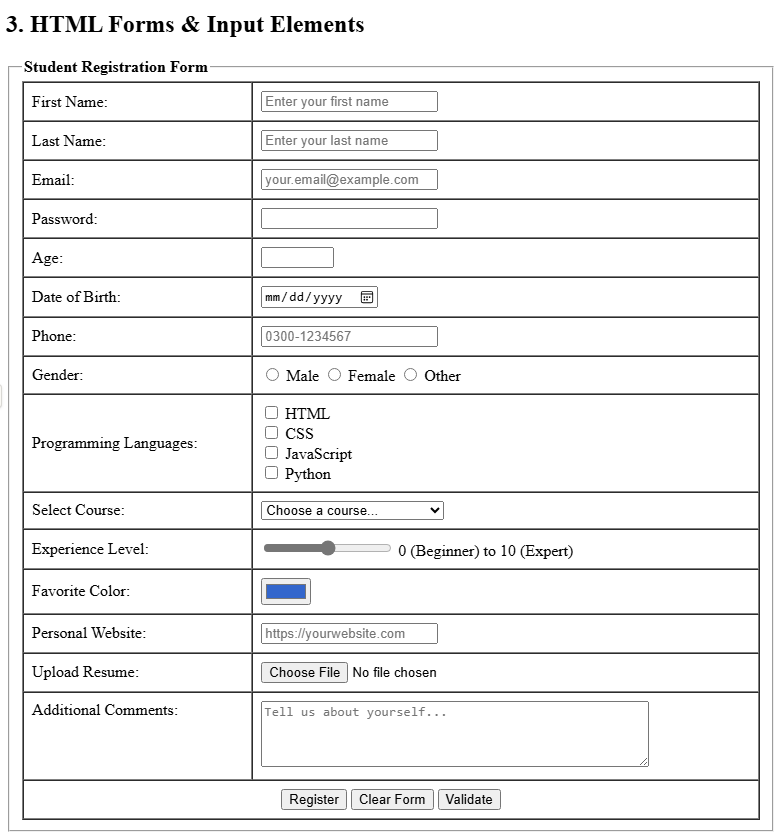 3. HTML Forms & Input Elements
Student Registration Form
First Name: Enter your first name
Last Name: Enter your last name
Email: your.email@example.com
Password:
Age:
Date of Birth: mm/dd/yyyy
Phone: 0300-1234567
Gender: Male Female Other
Programming Languages:
HTML
CSS
JavaScript
Python
Select Course: Choose a course...
Experience Level: 0 (Beginner) to 10 (Expert)
Favorite Color:
Personal Website: https://yourwebsite.com
Upload Resume: Choose File No file chosen
Additional Comments: Tell us about yourself...
Register Clear Form Validate